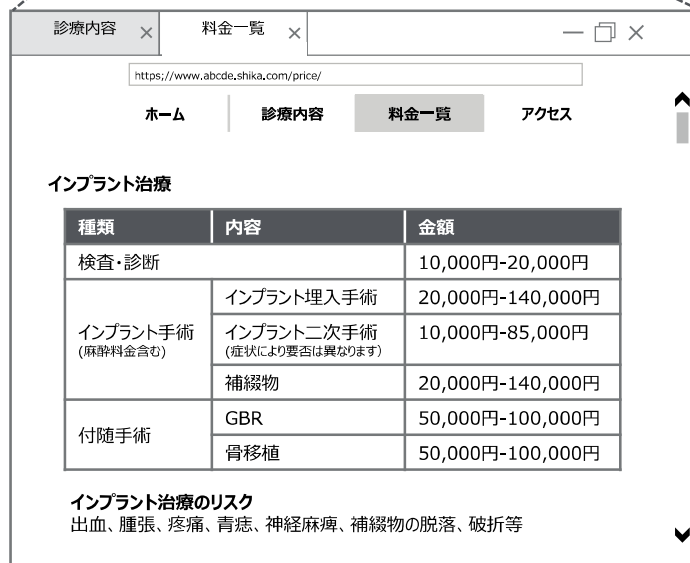 診療内容 × 料金一覧 ×
https;//www.abcde.shika.com/price/
ホーム 診療内容 料金一覧 アクセス
インプラント治療
種類 内容 金額
検査・診断 10,000円-20,000円
インプラント手術 インプラント埋入手術 20,000円-140,000円
(麻酔料金含む) インプラント二次手術 10,000円-85,000円
(症状により要否は異なります)
補綴物 20,000円-140,000円
付随手術 GBR 50,000円-100,000円
骨移植 50,000円-100,000円
インプラント治療のリスク
出血、腫張、疼痛、青痣、神経麻痺、補綴物の脱落、破折等